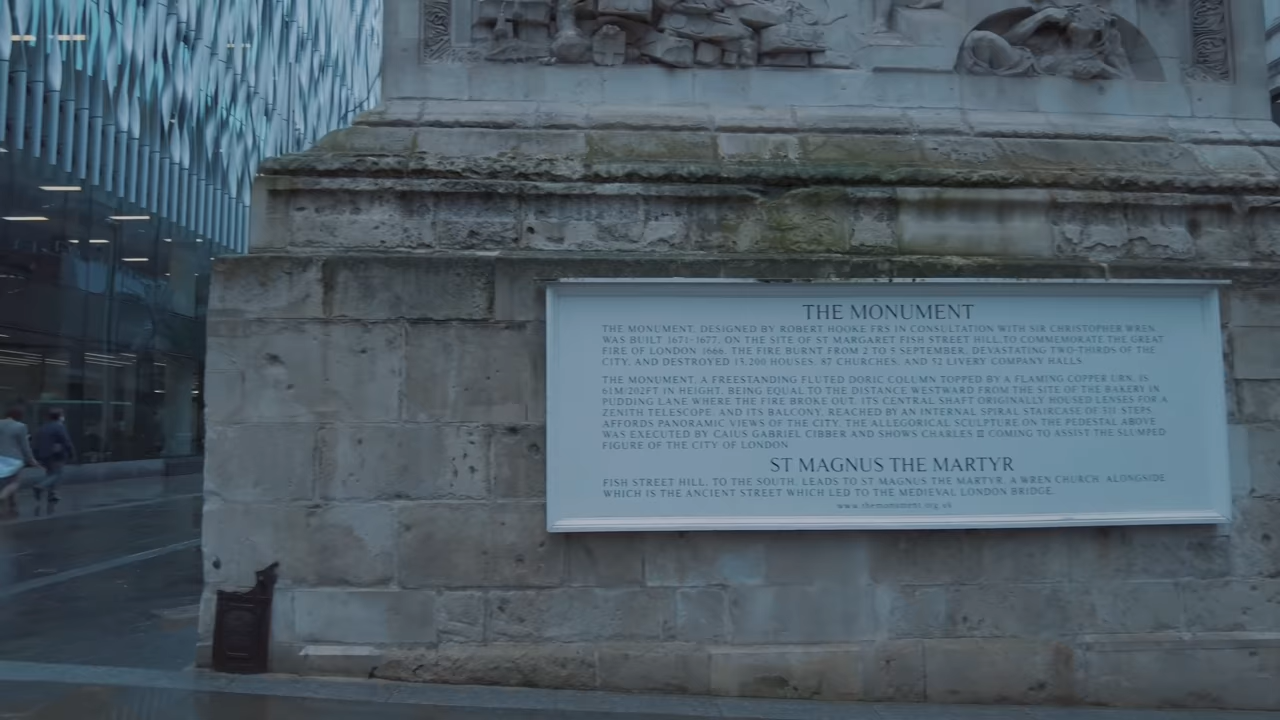 THE MONUMENT
THE MONUMENT, DESIGNED BY ROBERT HOOKE FRS IN CONSULTATION WITH SIR CHRISTOPHER WREN,
WAS BUILT 1671-1677, ON THE SITE OF ST MARGARET FISH STREET HILL, TO COMMEMORATE THE GREAT
FIRE OF LONDON 1666. THE FIRE BURNT FROM 2 TO 5 SEPTEMBER, DEVASTATING TWO-THIRDS OF THE
CITY, AND DESTROYED 13,200 HOUSES, 87 CHURCHES, AND 52 LIVERY COMPANY HALLS.
THE MONUMENT, A FREESTANDING FLUTED DORIC COLUMN TOPPED BY A FLAMING COPPER URN, IS
61M/202FT IN HEIGHT, BEING EQUAL TO THE DISTANCE WESTWARD FROM THE SITE OF THE BAKERY IN
PUDDING LANE WHERE THE FIRE BROKE OUT. ITS CENTRAL SHAFT ORIGINALLY HOUSED LENSES FOR A
ZENITH TELESCOPE, AND ITS BALCONY, REACHED BY AN INTERNAL SPIRAL STAIRCASE OF 311 STEPS,
AFFORDS PANORAMIC VIEWS OF THE CITY. THE ALLEGORICAL SCULPTURE ON THE PEDESTAL ABOVE
WAS EXECUTED BY CAIUS GABRIEL CIBBER AND SHOWS CHARLES II COMING TO ASSIST THE SLUMPED
FIGURE OF THE CITY OF LONDON.
ST MAGNUS THE MARTYR
FISH STREET HILL, TO THE SOUTH, LEADS TO ST MAGNUS THE MARTYR, A WREN CHURCH, ALONGSIDE
WHICH IS THE ANCIENT STREET WHICH LED TO THE MEDIEVAL LONDON BRIDGE.
www.themonument.org.uk